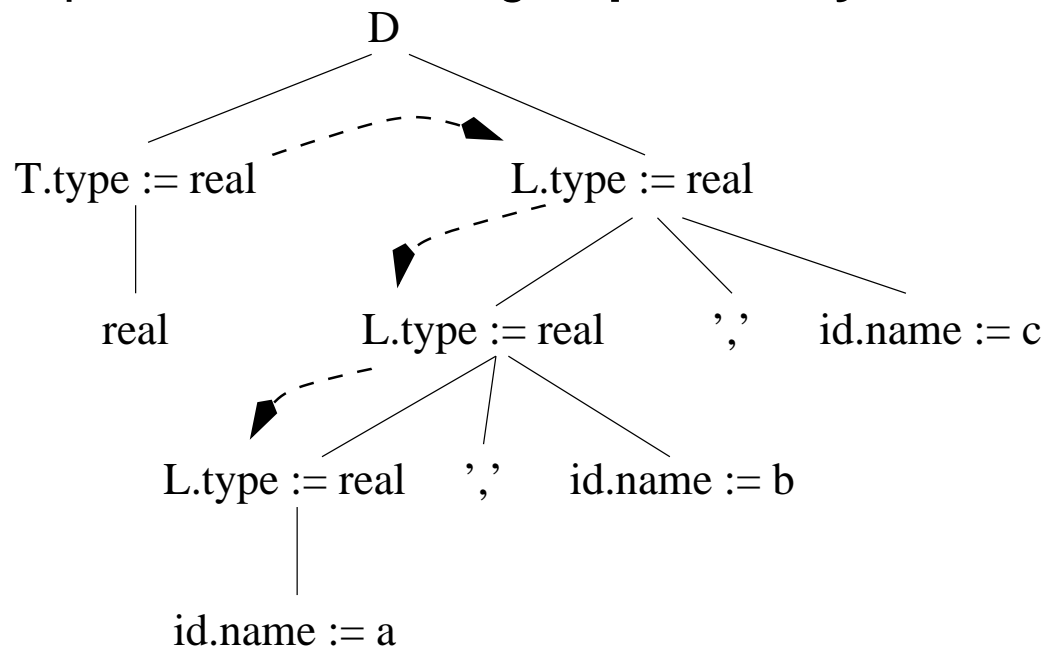 D
T.type := real
L.type := real
real
L.type := real
’,’
id.name := c
L.type := real
’,’
id.name := b
id.name := a